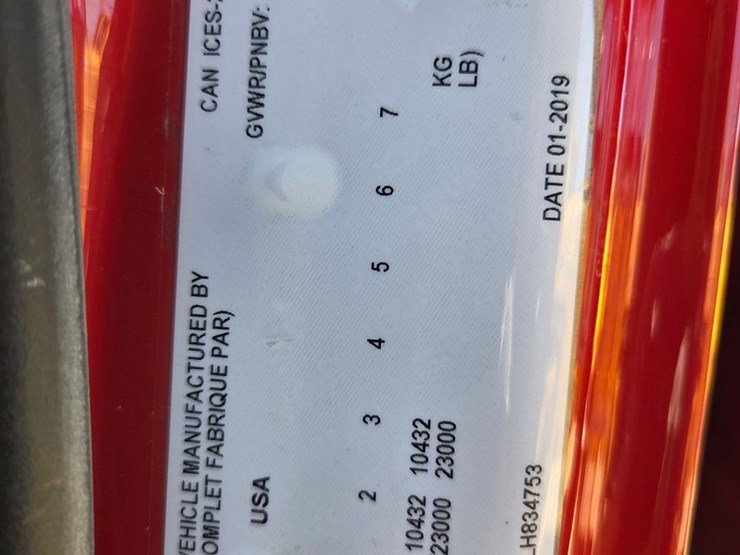 VEHICLE MANUFACTURED BY CAN ICES-
OMPLET FABRIQUE PAR)
USA GVWR/PNBV:
2 3 4 5 6 7
10432 10432 KG
23000 23000 LB)
H834753 DATE 01-2019